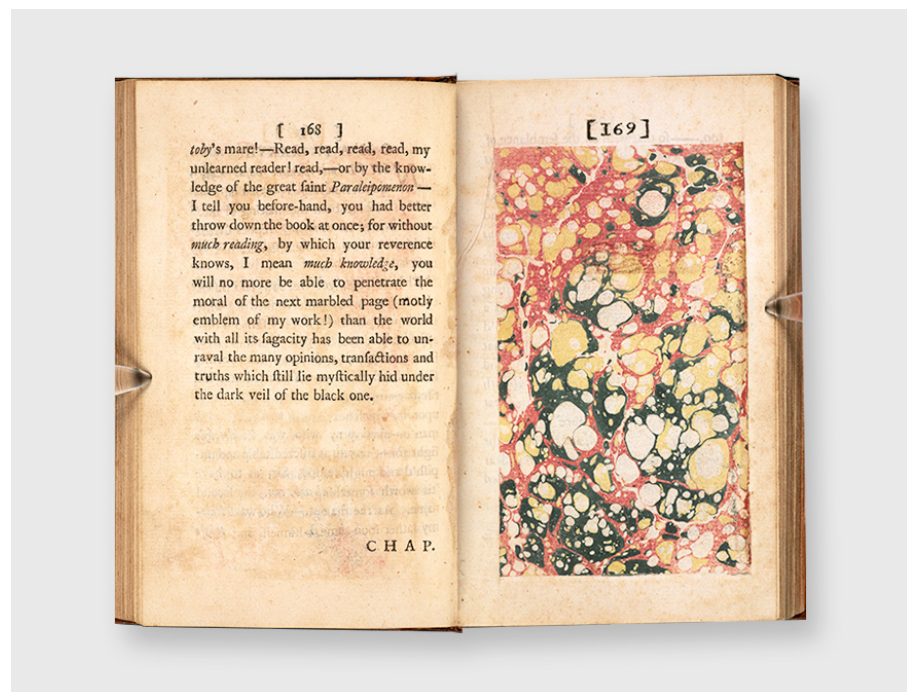 [ 168 ]
toby's mare!—Read, read, read, read, my
unlearned reader! read,—or by the know-
ledge of the great ſaint Paraleipomenon—
I tell you before-hand, you had better
throw down the book at once; for without
much reading, by which your reverence
knows, I mean much knowledge, you
will no more be able to penetrate the
moral of the next marbled page (motly
emblem of my work!) than the world
with all its ſagacity has been able to un-
raval the many opinions, tranſactions and
truths which ſtill lie myſtically hid under
the dark veil of the black one.
CHAP.
[169]